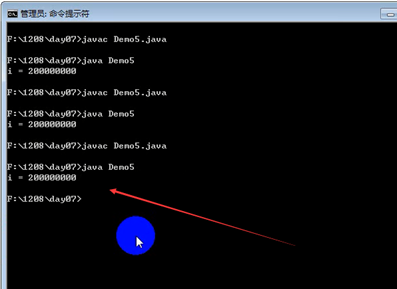 管理员: 命令提示符
F:\1208\day07>javac Demo5.java
F:\1208\day07>java Demo5
i = 200000000
F:\1208\day07>javac Demo5.java
F:\1208\day07>java Demo5
i = 200000000
F:\1208\day07>javac Demo5.java
F:\1208\day07>java Demo5
i = 200000000
F:\1208\day07>